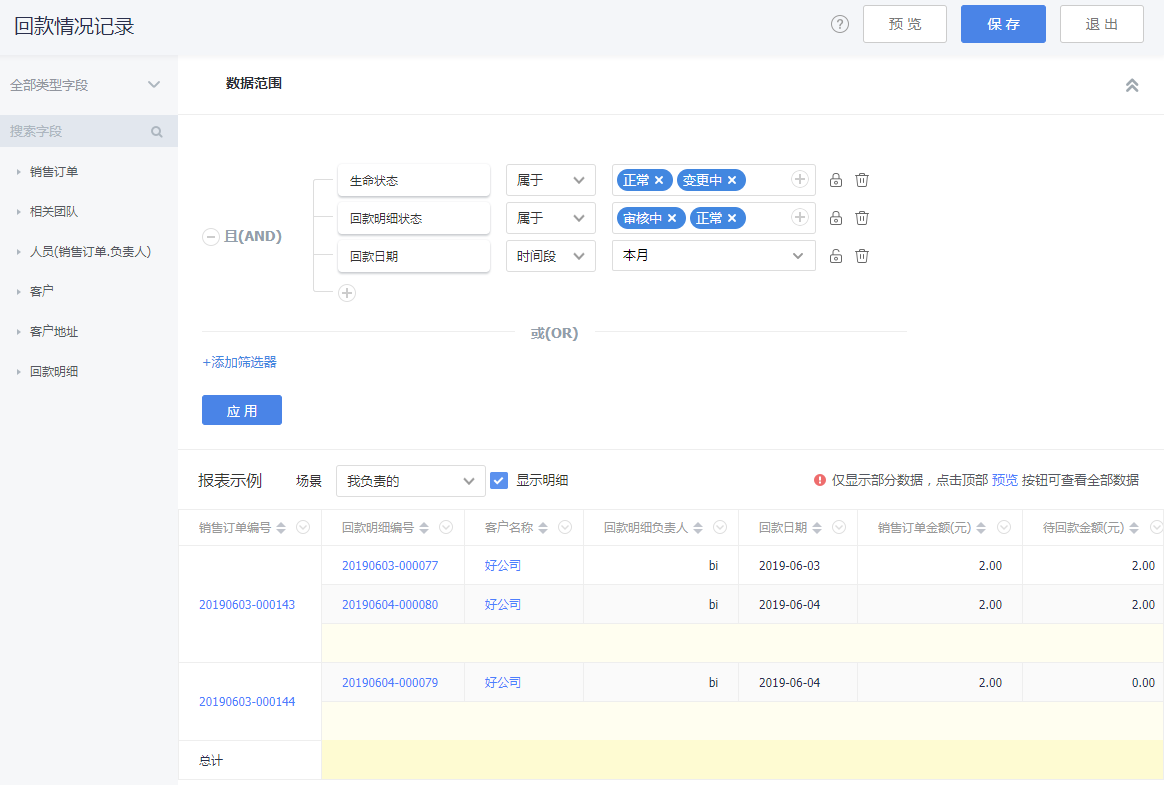 回款情况记录
预 览
保 存
退 出
全部类型字段
搜索字段
销售订单
相关团队
人员(销售订单.负责人)
客户
客户地址
回款明细
数据范围
且(AND)
生命状态 属于 正常 变更中
回款明细状态 属于 审核中 正常
回款日期 时间段 本月
或(OR)
+添加筛选器
应 用
报表示例 场景 我负责的 显示明细 仅显示部分数据，点击顶部 预览 按钮可查看全部数据
销售订单编号 回款明细编号 客户名称 回款明细负责人 回款日期 销售订单金额(元) 待回款金额(元)
20190603-000077 好公司 bi 2019-06-03 2.00 2.00
20190603-000143
20190604-000080 好公司 bi 2019-06-04 2.00 2.00
20190604-000079 好公司 bi 2019-06-04 2.00 0.00
20190603-000144
总计